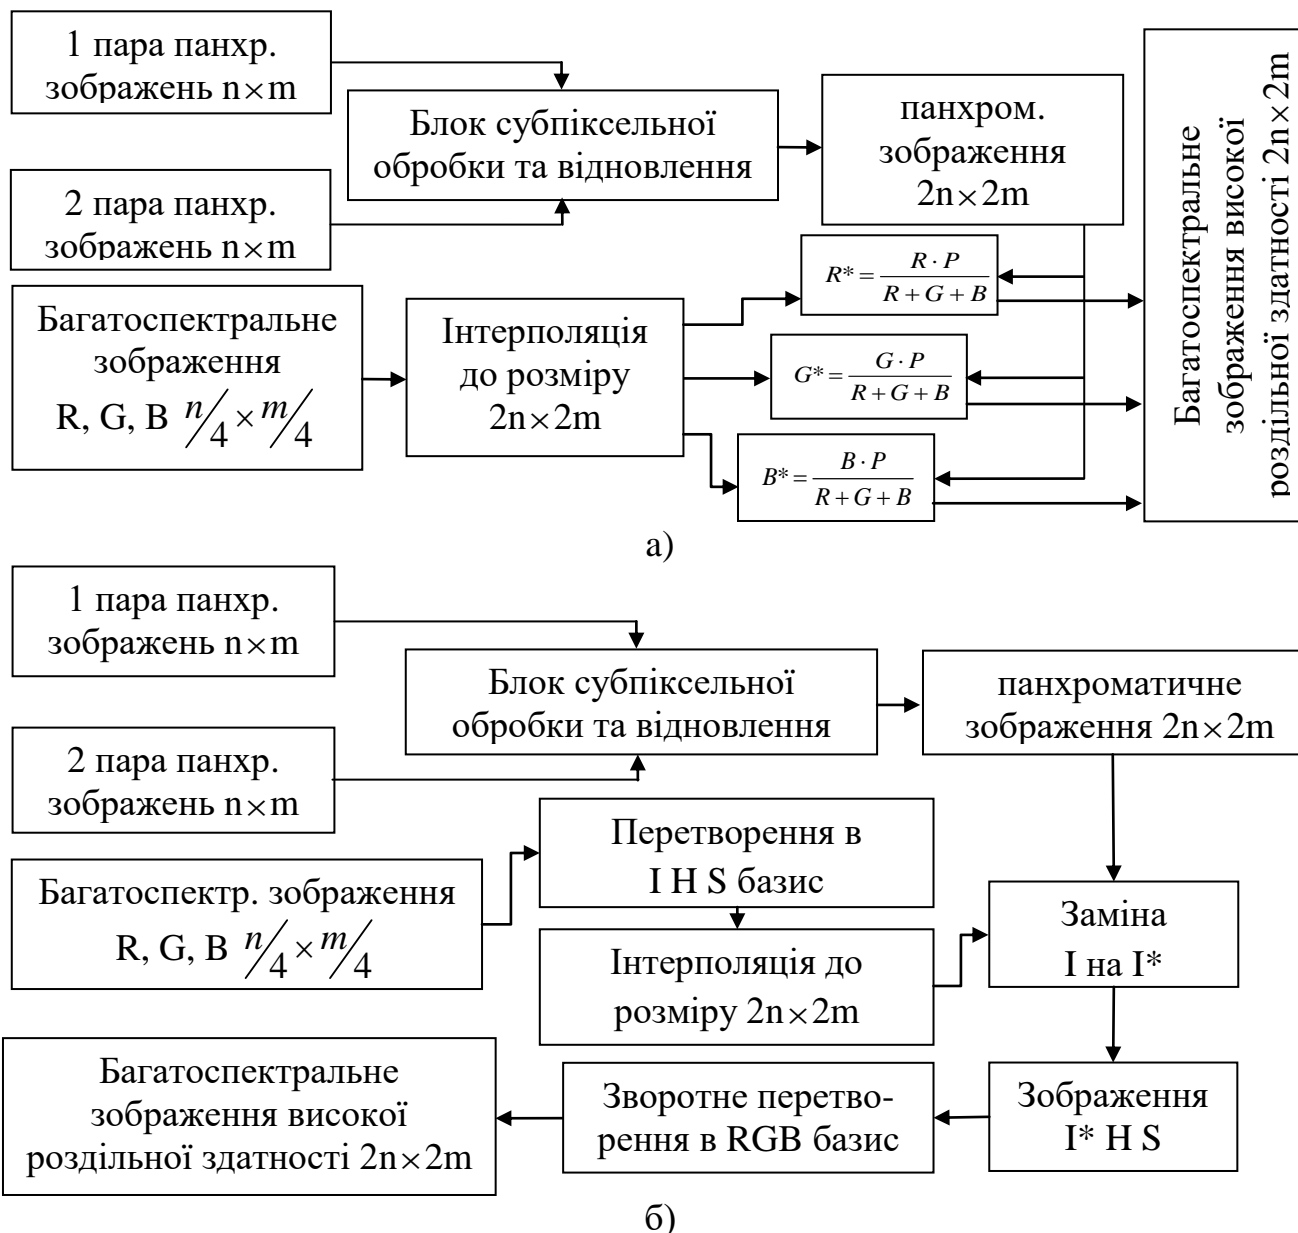 1 пара панхр.
зображень n×m
Блок субпіксельної
обробки та відновлення
панхром.
зображення
2n×2m
2 пара панхр.
зображень n×m
Багатоспектральне
зображення
R, G, B n/4 × m/4
Інтерполяція
до розміру
2n×2m
R* = R · P / R + G + B
G* = G · P / R + G + B
B* = B · P / R + G + B
Багатоспектральне
зображення високої
роздільної здатності 2n×2m
а)
1 пара панхр.
зображень n×m
Блок субпіксельної
обробки та відновлення
панхроматичне
зображення 2n×2m
2 пара панхр.
зображень n×m
Перетворення в
I H S базис
Багатоспектр. зображення
R, G, B n/4 × m/4
Інтерполяція до
розміру 2n×2m
Заміна
I на I*
Зображення
I* H S
Зворотне перетво-
рення в RGB базис
Багатоспектральне
зображення високої
роздільної здатності 2n×2m
б)